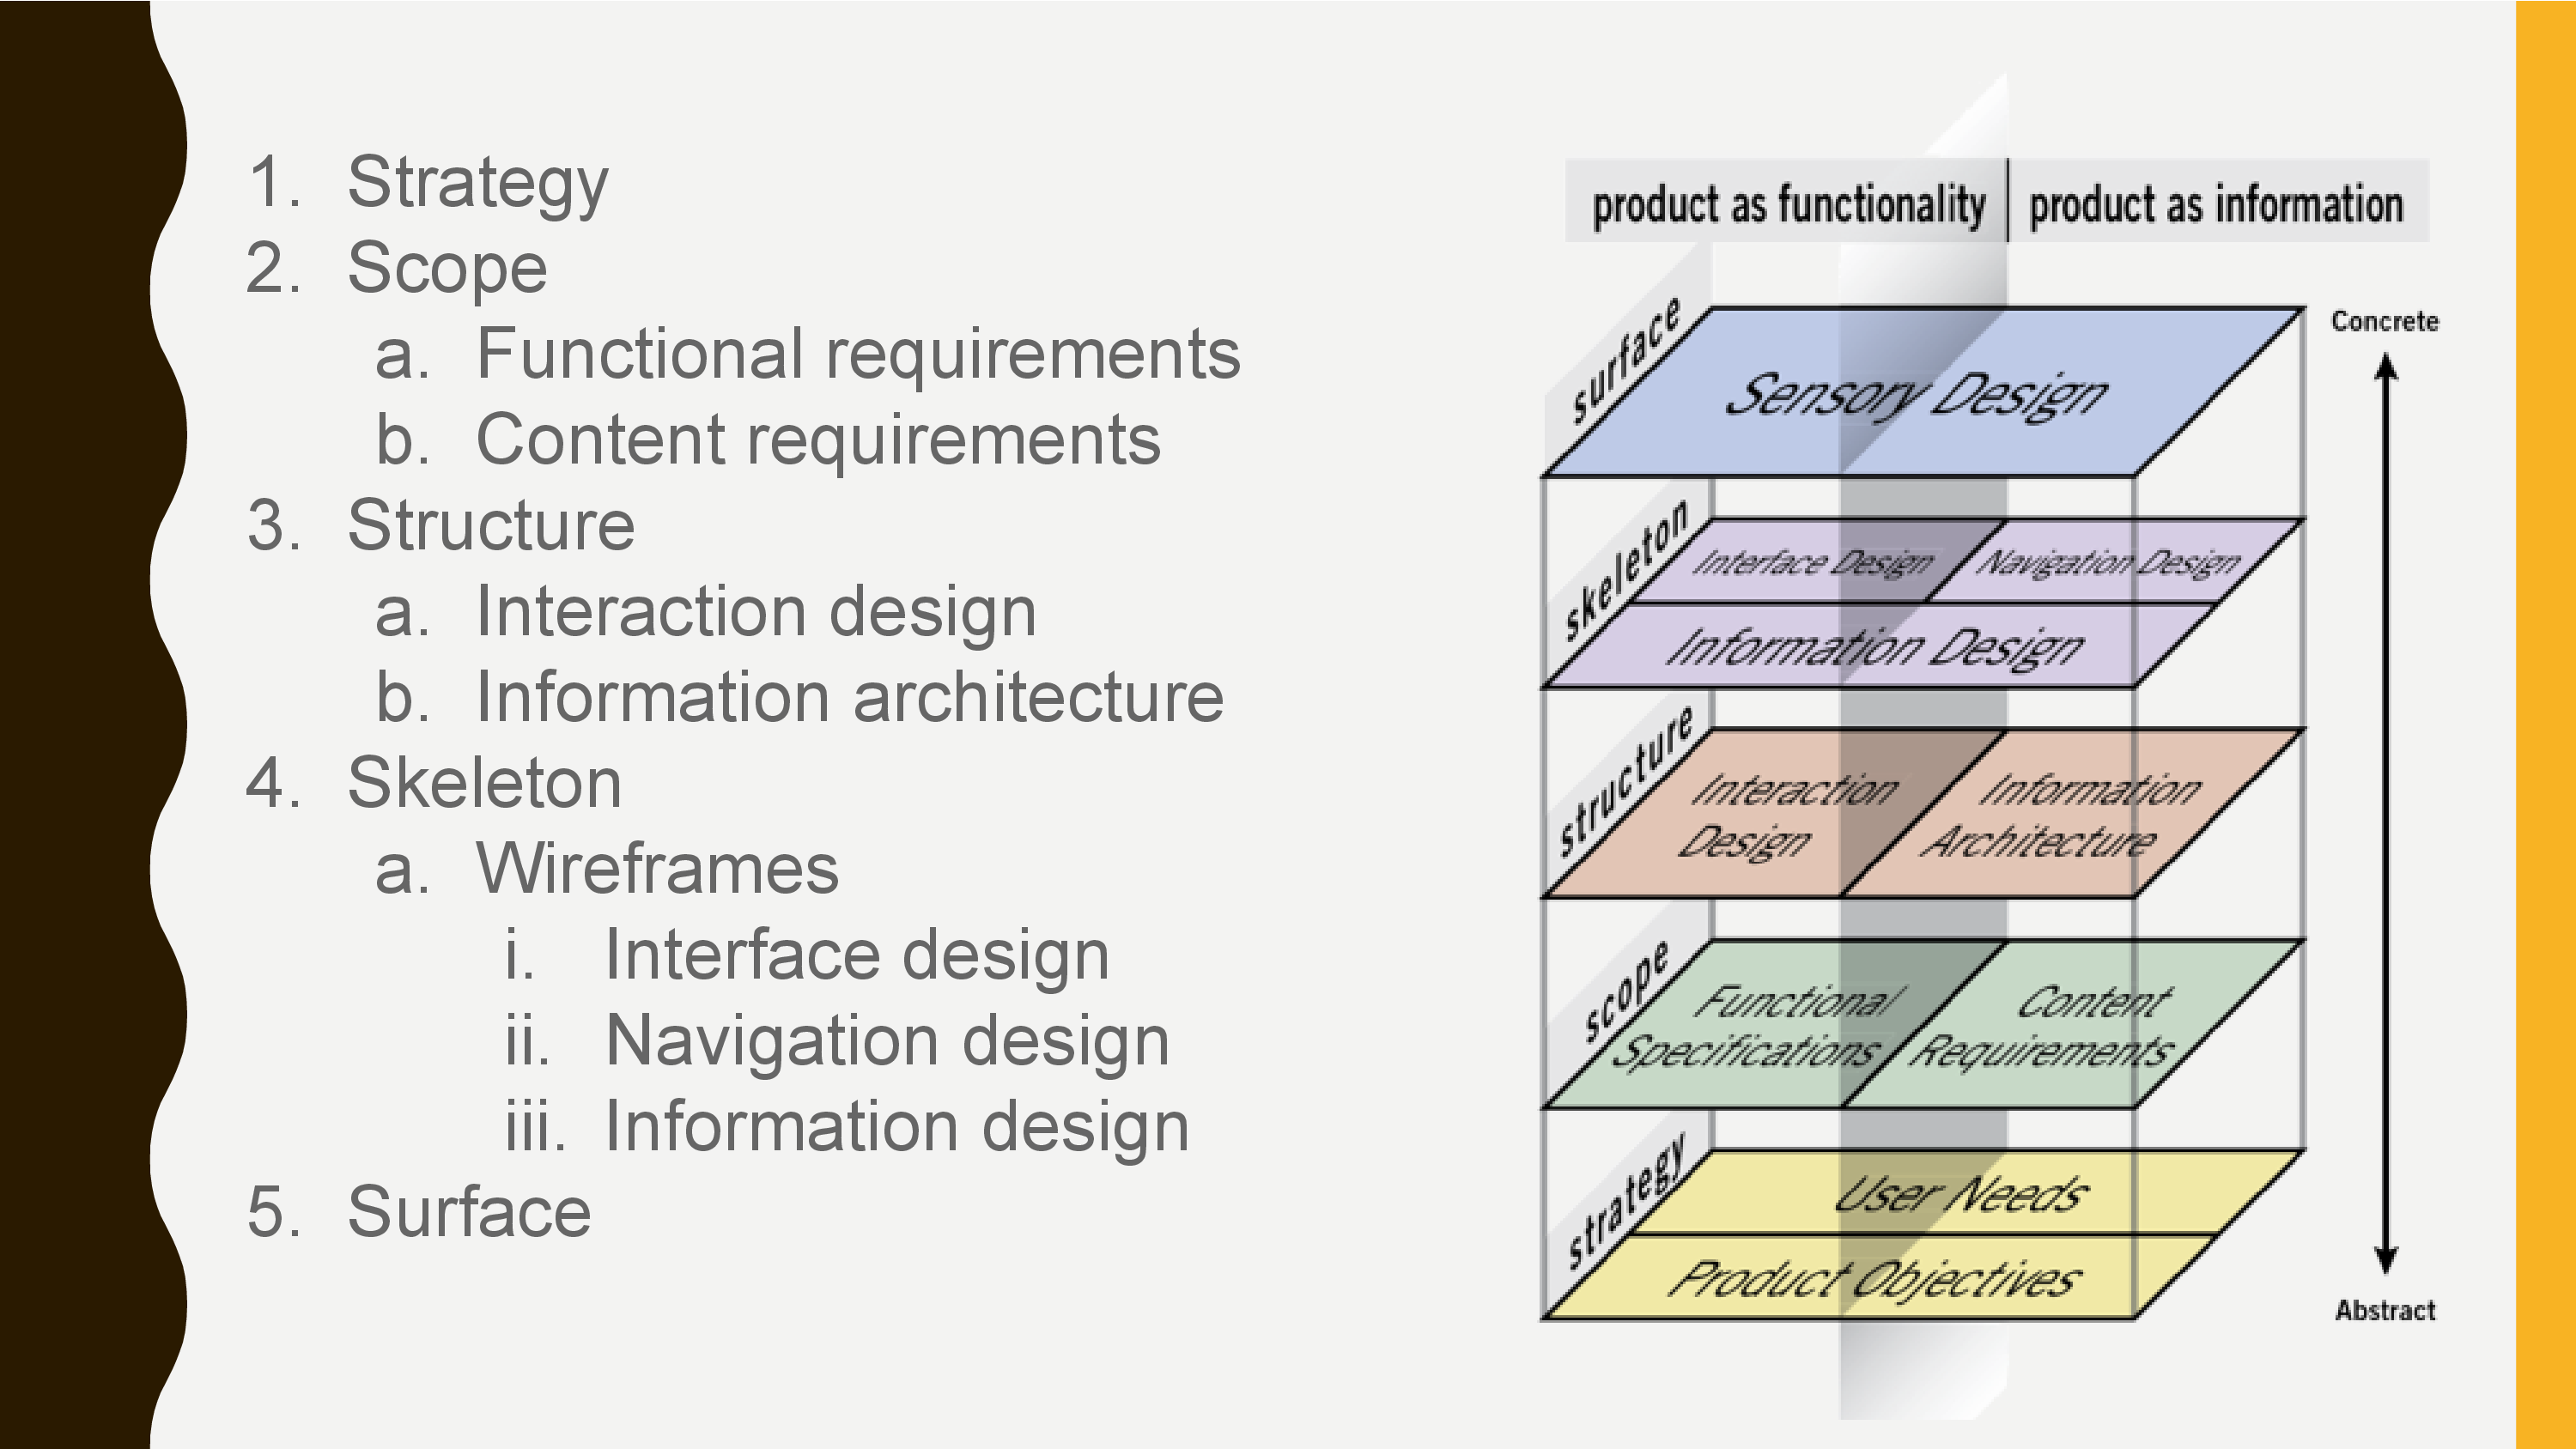 1. Strategy
2. Scope
a. Functional requirements
b. Content requirements
3. Structure
a. Interaction design
b. Information architecture
4. Skeleton
a. Wireframes
i. Interface design
ii. Navigation design
iii. Information design
5. Surface
product as functionality
product as information
Concrete
surface
Sensory Design
skeleton
Interface Design
Navigation Design
Information Design
structure
Interaction
Design
Information
Architecture
scope
Functional
Specifications
Content
Requirements
strategy
User Needs
Product Objectives
Abstract